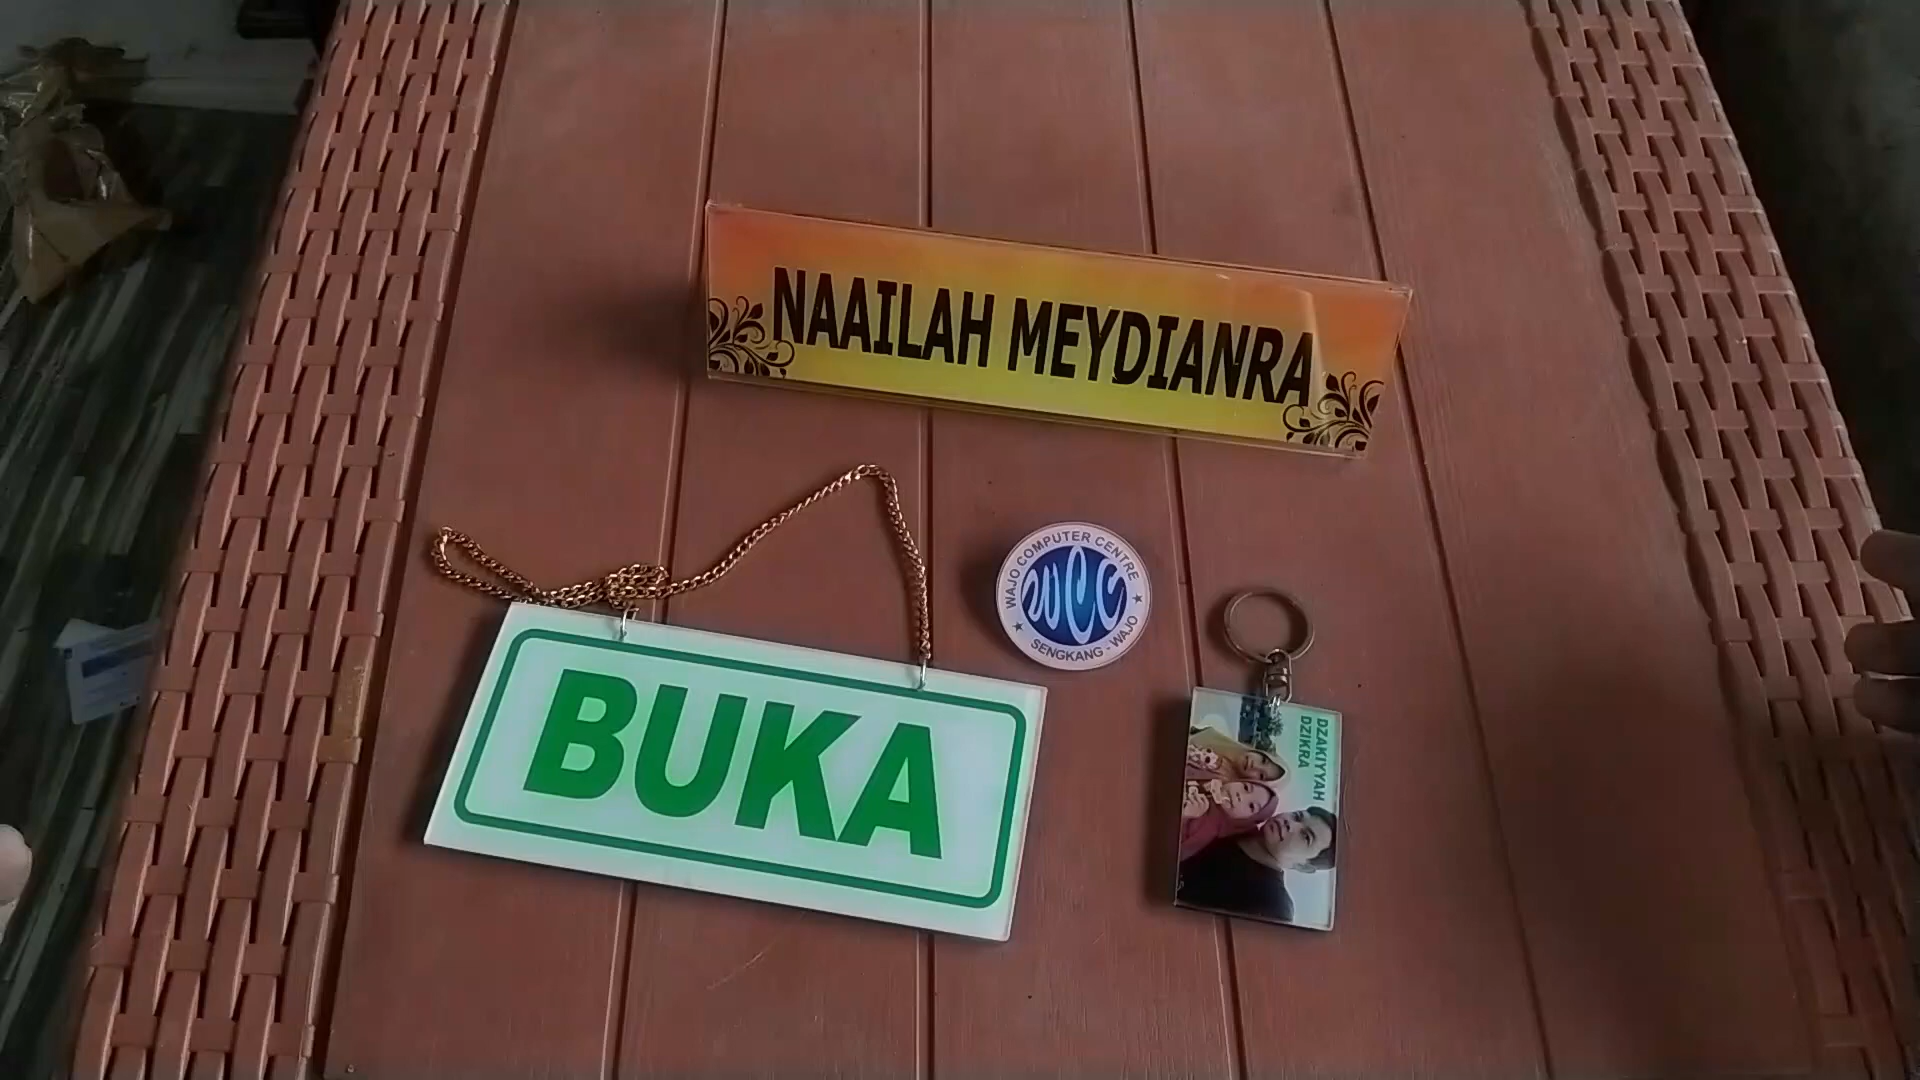 NAAILAH MEYDIANRA
WAJO COMPUTER CENTRE
wcc
SENGKANG - WAJO
BUKA
DZAKIYYAH
DZIKRA